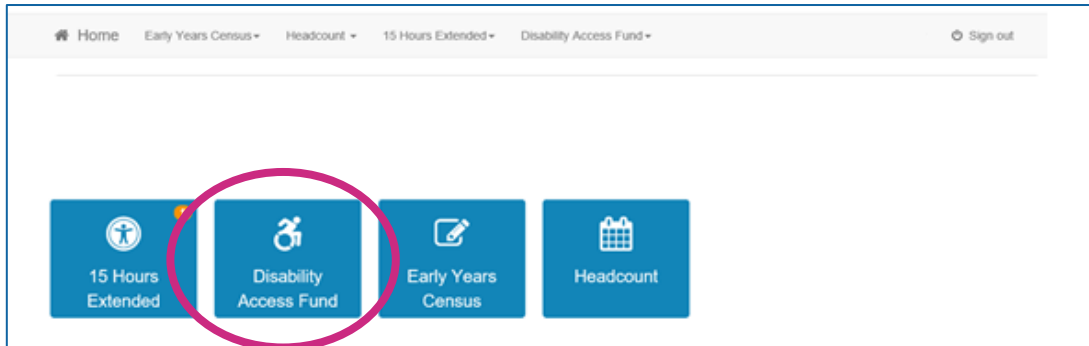 Home Early Years Census Headcount 15 Hours Extended Disability Access Fund Sign out
15 Hours
Extended
Disability
Access Fund
Early Years
Census
Headcount